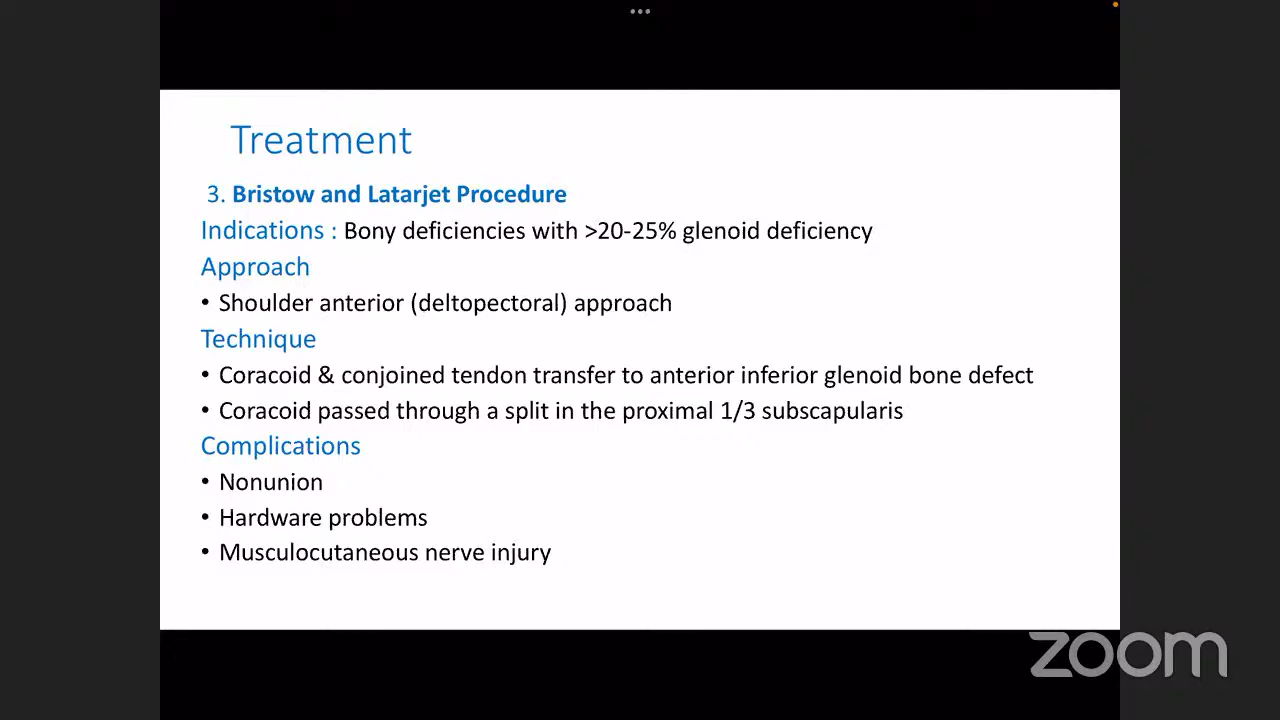 Treatment
3. Bristow and Latarjet Procedure
Indications : Bony deficiencies with >20-25% glenoid deficiency
Approach
• Shoulder anterior (deltopectoral) approach
Technique
• Coracoid & conjoined tendon transfer to anterior inferior glenoid bone defect
• Coracoid passed through a split in the proximal 1/3 subscapularis
Complications
• Nonunion
• Hardware problems
• Musculocutaneous nerve injury
zoom